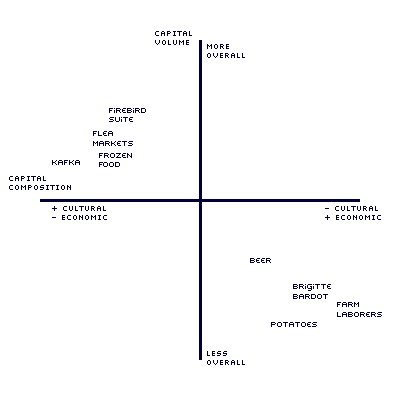 CAPITAL
VOLUME
MORE
OVERALL
FiREBiRD
SUiTE
FLEA
MARKETS
FROZEN
FOOD
KAFKA
CAPITAL
COMPOSITION
+ CULTURAL
- ECONOMIC
- CULTURAL
+ ECONOMIC
BEER
BRiGiTTE
BARDOT
FARM
LABORERS
POTATOES
LESS
OVERALL